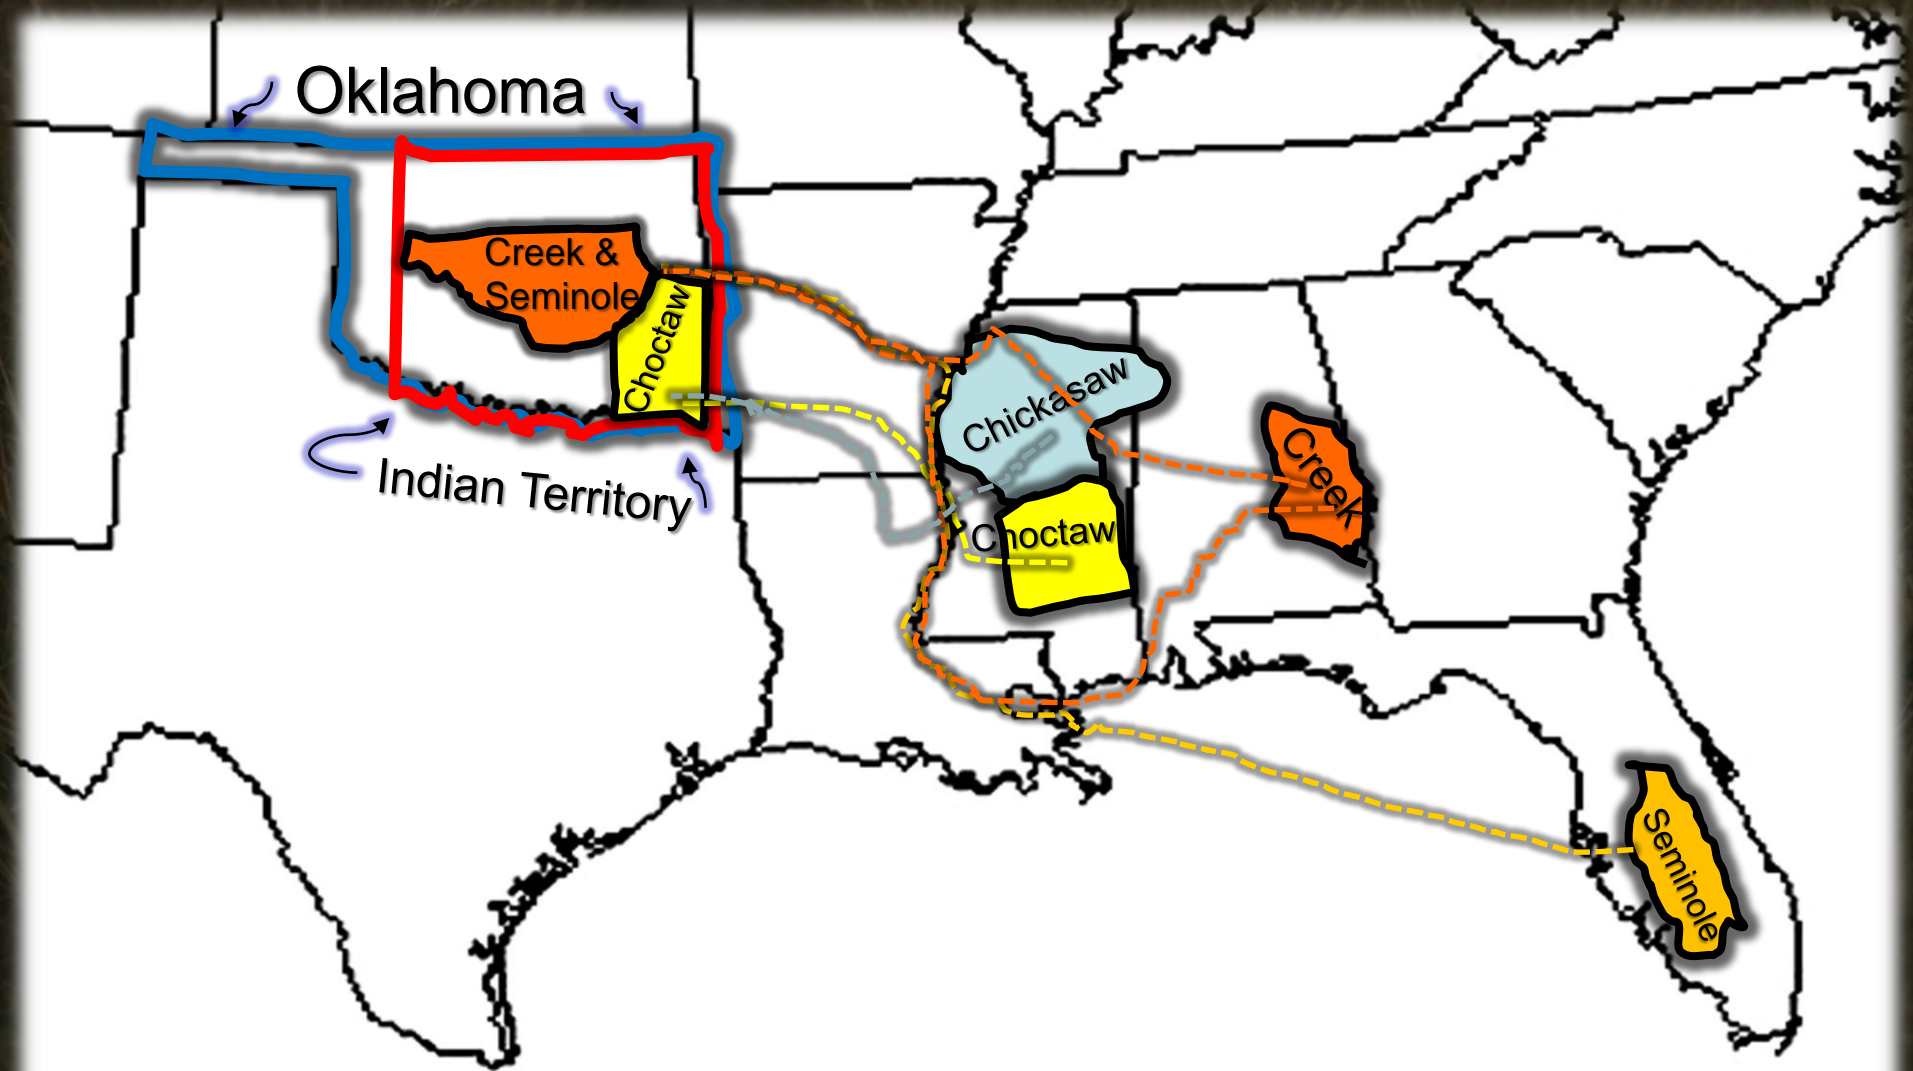 Oklahoma
Creek &
Seminole
Choctaw
Indian Territory
Chickasaw
Choctaw
Creek
Seminole